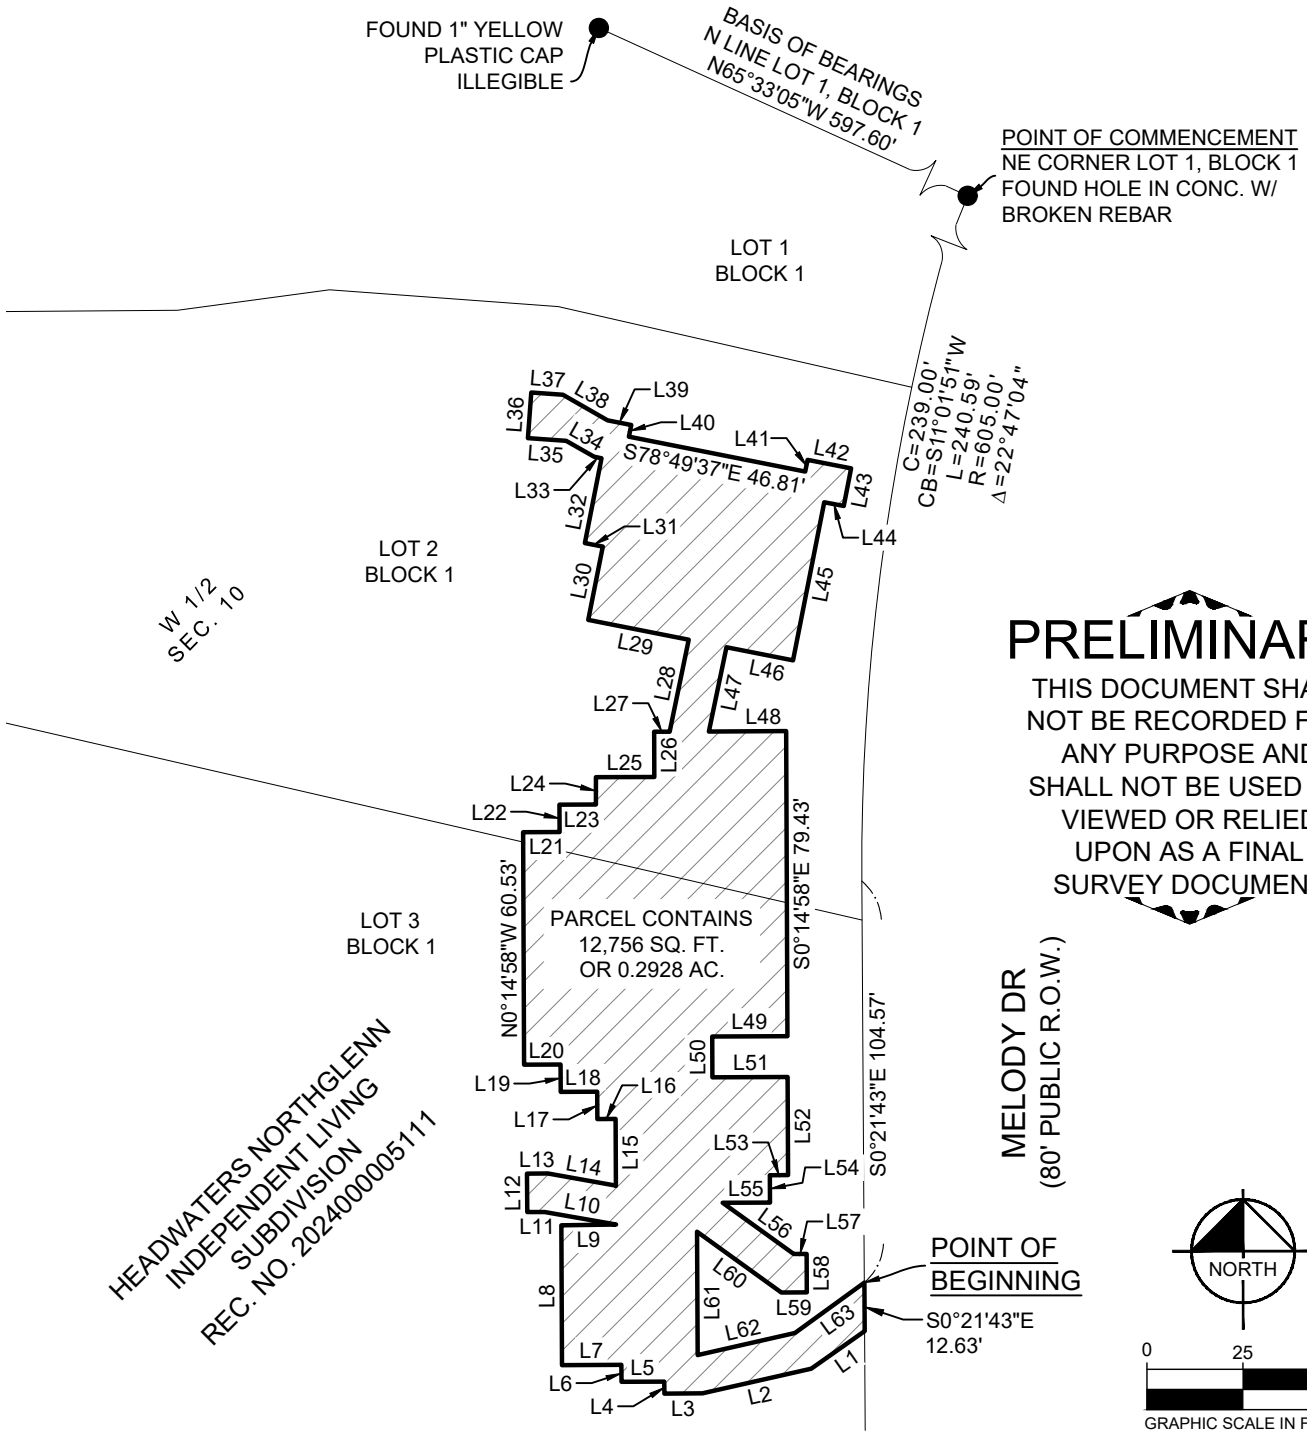 FOUND 1" YELLOW
PLASTIC CAP
ILLEGIBLE
BASIS OF BEARINGS
N LINE LOT 1, BLOCK 1
N65°33'05"W 597.60'
POINT OF COMMENCEMENT
NE CORNER LOT 1, BLOCK 1
FOUND HOLE IN CONC. W/
BROKEN REBAR
LOT 1
BLOCK 1
C=239.00'
CB=S11°01'51"W
L=240.59'
R=605.00'
Δ=22°47'04"
L37
L38
L39
L40
L36
L34
L35
L33
L41
L42
S78°49'37"E 46.81'
L43
L44
L32
L31
L30
L45
LOT 2
BLOCK 1
W 1/2
SEC. 10
L29
L28
L27
L26
L46
L47
L48
L25
L24
L23
L22
L21
PRELIMINAR
THIS DOCUMENT SHA
NOT BE RECORDED F
ANY PURPOSE AND
SHALL NOT BE USED
VIEWED OR RELIED
UPON AS A FINAL
SURVEY DOCUMEN
N0°14'58"W 60.53'
S0°14'58"E 79.43'
PARCEL CONTAINS
12,756 SQ. FT.
OR 0.2928 AC.
LOT 3
BLOCK 1
MELODY DR
(80' PUBLIC R.O.W.)
S0°21'43"E 104.57'
L49
L50
L51
L52
L20
L19
L18
L17
L16
L15
L14
L13
L12
L11
L10
L9
L8
L53
L54
L55
L56
L57
L58
L59
L60
L61
L62
L63
HEADWATERS NORTHGLENN
INDEPENDENT LIVING
SUBDIVISION
REC. NO. 2024000005111
POINT OF
BEGINNING
S0°21'43"E
12.63'
L7
L6
L5
L4
L3
L2
L1
NORTH
0 25
GRAPHIC SCALE IN F